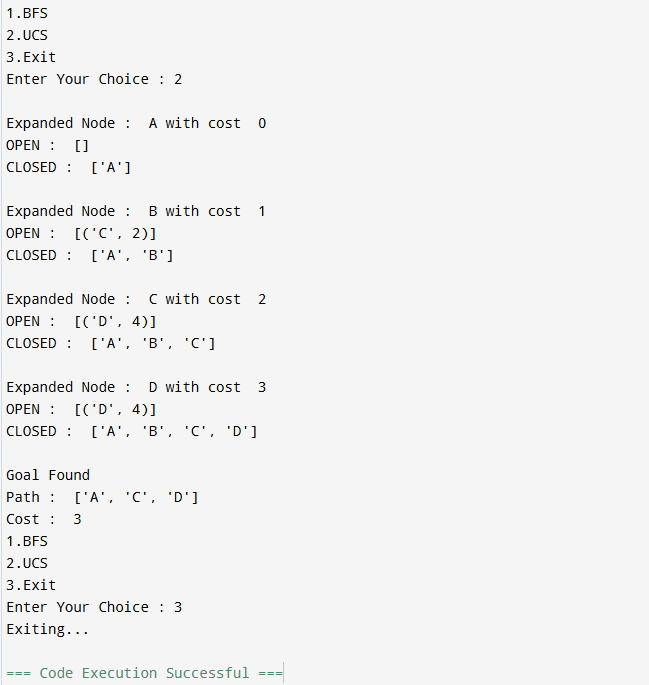 1.BFS
2.UCS
3.Exit
Enter Your Choice : 2
Expanded Node :  A with cost  0
OPEN :  []
CLOSED :  ['A']
Expanded Node :  B with cost  1
OPEN :  [('C', 2)]
CLOSED :  ['A', 'B']
Expanded Node :  C with cost  2
OPEN :  [('D', 4)]
CLOSED :  ['A', 'B', 'C']
Expanded Node :  D with cost  3
OPEN :  [('D', 4)]
CLOSED :  ['A', 'B', 'C', 'D']
Goal Found
Path :  ['A', 'C', 'D']
Cost :  3
1.BFS
2.UCS
3.Exit
Enter Your Choice : 3
Exiting...
=== Code Execution Successful ===